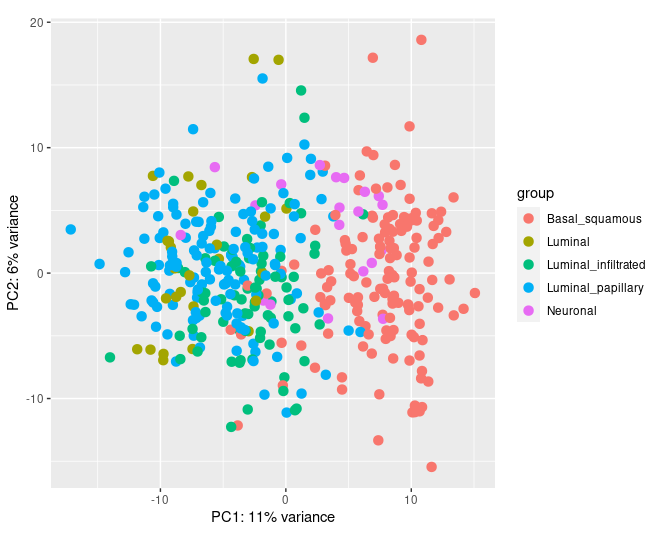 20
10
0
-10
-10
0
10
PC1: 11% variance
PC2: 6% variance
group
Basal_squamous
Luminal
Luminal_infiltrated
Luminal_papillary
Neuronal